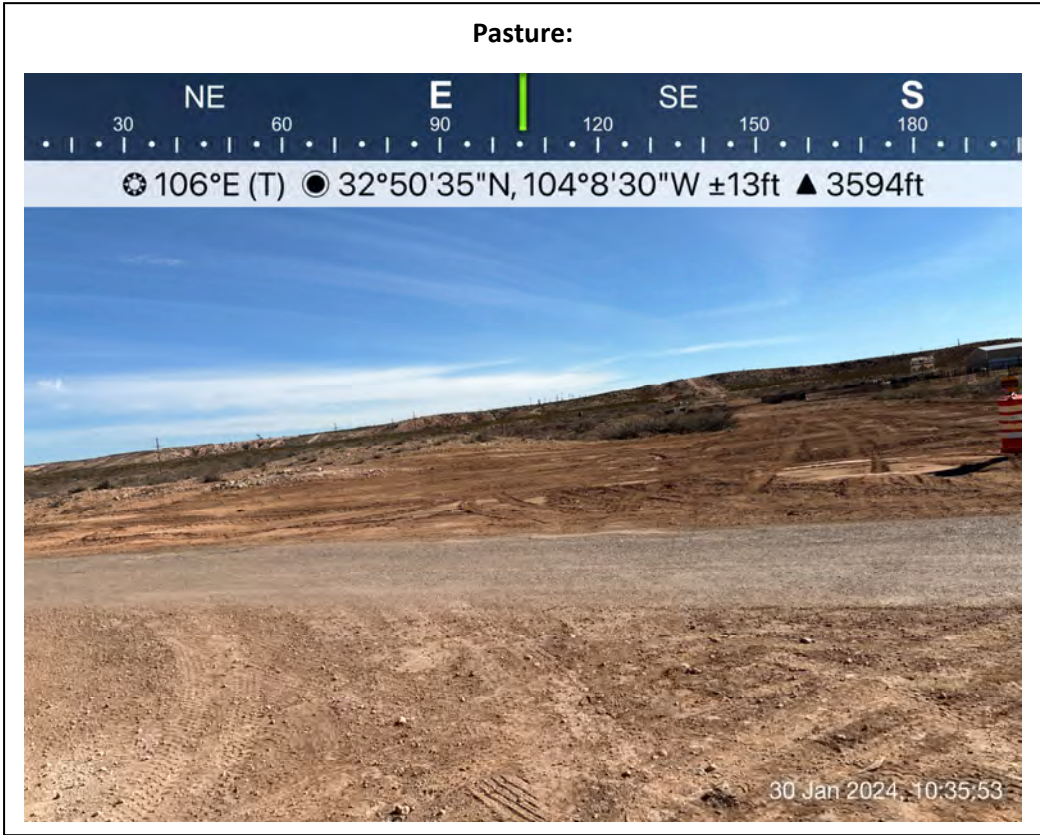 Pasture:
NE E SE S
30 60 90 120 150 180
106°E (T) 32°50'35"N, 104°8'30"W ±13ft ▲ 3594ft
30 Jan 2024, 10:35:53